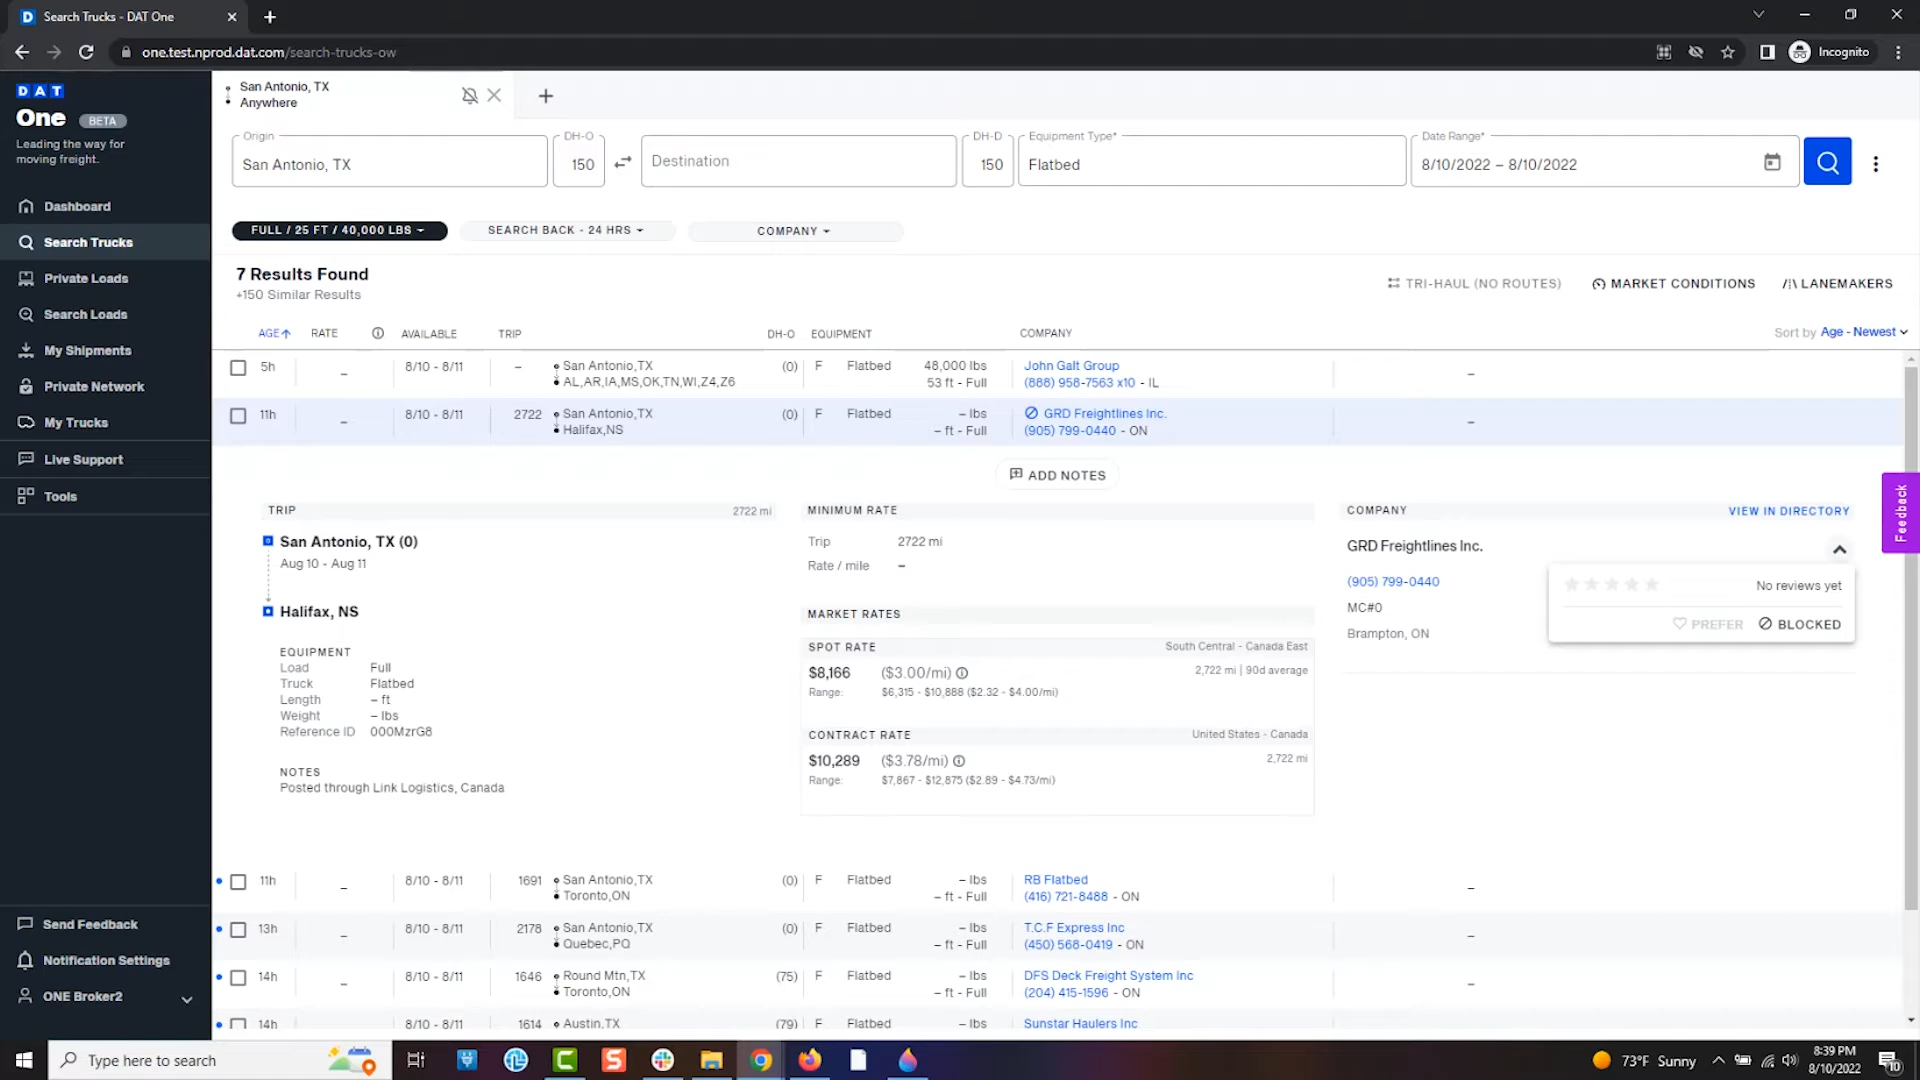 Search Trucks - DAT One
one.test.nprod.dat.com/search-trucks-ow
Incognito
DAT
One BETA
Leading the way for
moving freight.
Dashboard
Search Trucks
Private Loads
Search Loads
My Shipments
Private Network
My Trucks
Live Support
Tools
Send Feedback
Notification Settings
ONE Broker2
San Antonio, TX
Anywhere
Origin
San Antonio, TX
DH-O
150
Destination
DH-D
150
Equipment Type*
Flatbed
Date Range*
8/10/2022 – 8/10/2022
FULL / 25 FT / 40,000 LBS
SEARCH BACK - 24 HRS
COMPANY
7 Results Found
+150 Similar Results
TRI-HAUL (NO ROUTES)
MARKET CONDITIONS
LANEMAKERS
AGE RATE AVAILABLE TRIP DH-O EQUIPMENT COMPANY
Sort by Age - Newest
5h – 8/10 - 8/11 – San Antonio,TX (0) F Flatbed 48,000 lbs John Galt Group –
AL,AR,IA,MS,OK,TN,WI,Z4,Z6 53 ft - Full (888) 958-7563 x10 - IL
11h – 8/10 - 8/11 2722 San Antonio,TX (0) F Flatbed – lbs GRD Freightlines Inc. –
Halifax,NS – ft - Full (905) 799-0440 - ON
ADD NOTES
TRIP 2722 mi
San Antonio, TX (0)
Aug 10 - Aug 11
Halifax, NS
EQUIPMENT
Load Full
Truck Flatbed
Length – ft
Weight – lbs
Reference ID 000MzrG8
NOTES
Posted through Link Logistics, Canada
MINIMUM RATE
Trip 2722 mi
Rate / mile –
MARKET RATES
SPOT RATE South Central - Canada East
$8,166 ($3.00/mi) 2,722 mi | 90d average
Range: $6,315 - $10,888 ($2.32 - $4.00/mi)
CONTRACT RATE United States - Canada
$10,289 ($3.78/mi) 2,722 mi
Range: $7,867 - $12,875 ($2.89 - $4.73/mi)
COMPANY VIEW IN DIRECTORY
GRD Freightlines Inc.
(905) 799-0440
MC#0
Brampton, ON
No reviews yet
PREFER BLOCKED
Feedback
11h – 8/10 - 8/11 1691 San Antonio,TX (0) F Flatbed – lbs RB Flatbed –
Toronto,ON – ft - Full (416) 721-8488 - ON
13h – 8/10 - 8/11 2178 San Antonio,TX (0) F Flatbed – lbs T.C.F Express Inc –
Quebec,PQ – ft - Full (450) 568-0419 - ON
14h – 8/10 - 8/11 1646 Round Mtn,TX (75) F Flatbed – lbs DFS Deck Freight System Inc –
Toronto,ON – ft - Full (204) 415-1596 - ON
14h 8/10 - 8/11 1614 Austin,TX (79) F Flatbed – lbs Sunstar Haulers Inc
Type here to search
73°F Sunny
8:39 PM
8/10/2022
10